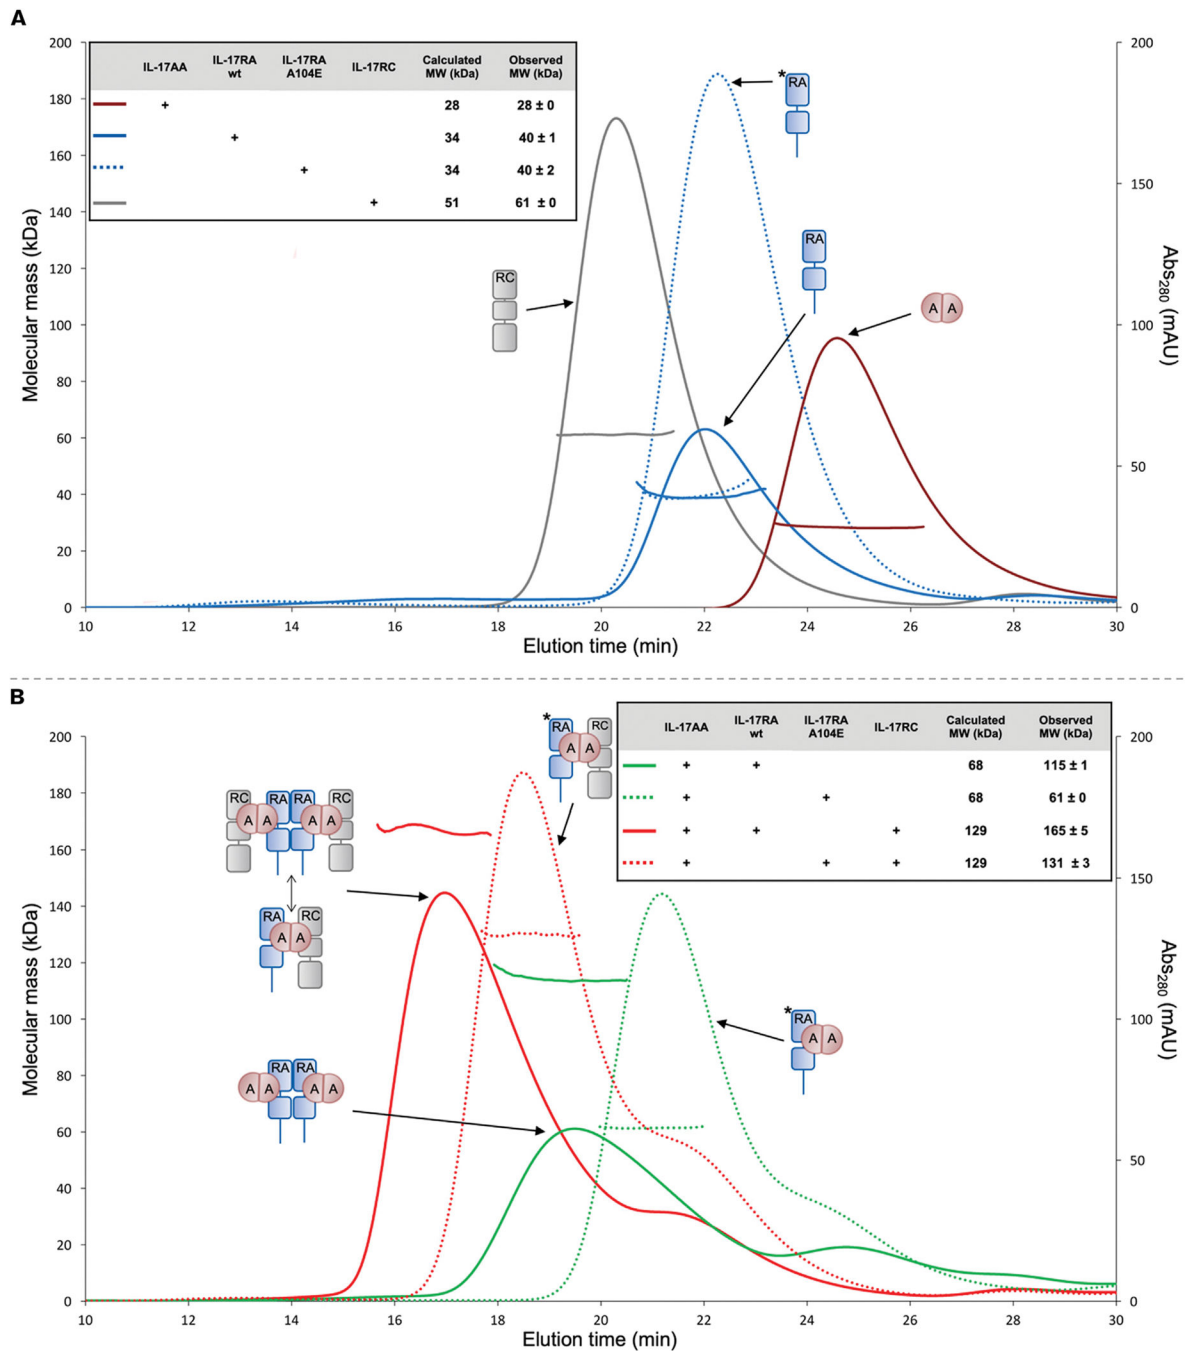 A
IL-17AA IL-17RA wt IL-17RA A104E IL-17RC Calculated MW (kDa) Observed MW (kDa)
+ 28 28 ± 0
+ 34 40 ± 1
+ 34 40 ± 2
+ 51 61 ± 0
Molecular mass (kDa)
200
180
160
140
120
100
80
60
40
20
0
Abs280 (mAU)
200
150
100
50
0
* RA
RA
RC
A A
10 12 14 16 18 20 22 24 26 28 30
Elution time (min)
B
IL-17AA IL-17RA wt IL-17RA A104E IL-17RC Calculated MW (kDa) Observed MW (kDa)
+ + 68 115 ± 1
+ + 68 61 ± 0
+ + + 129 165 ± 5
+ + + 129 131 ± 3
Molecular mass (kDa)
200
180
160
140
120
100
80
60
40
20
0
Abs280 (mAU)
200
150
100
50
0
* RA RC
A A
RC RA RA RC
A A A A
RA RC
A A
RA RA
A A A A
* RA
A A
10 12 14 16 18 20 22 24 26 28 30
Elution time (min)